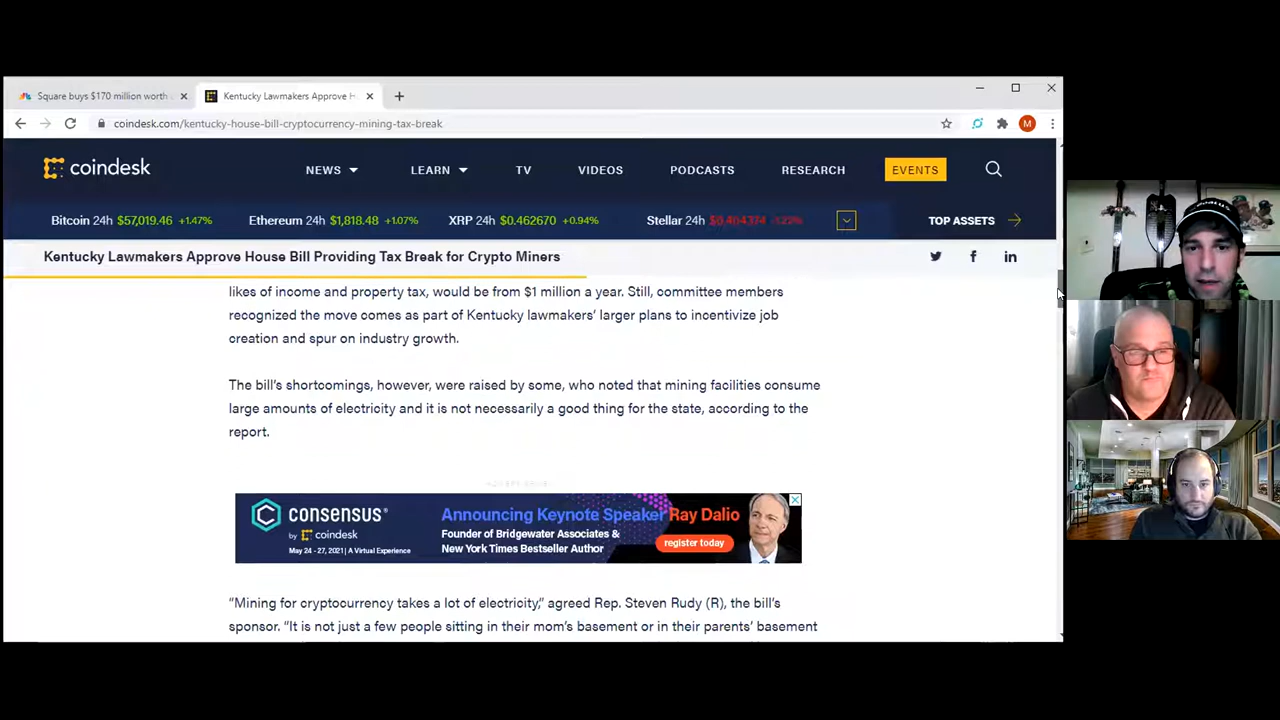 Square buys $170 million worth
Kentucky Lawmakers Approve H
coindesk.com/kentucky-house-bill-cryptocurrency-mining-tax-break
M
coindesk
NEWS
LEARN
TV
VIDEOS
PODCASTS
RESEARCH
EVENTS
Bitcoin 24h $57,019.46 +1.47%
Ethereum 24h $1,818.48 +1.07%
XRP 24h $0.462670 +0.94%
Stellar 24h
TOP ASSETS
Kentucky Lawmakers Approve House Bill Providing Tax Break for Crypto Miners
likes of income and property tax, would be from $1 million a year. Still, committee members
recognized the move comes as part of Kentucky lawmakers’ larger plans to incentivize job
creation and spur on industry growth.
The bill’s shortcomings, however, were raised by some, who noted that mining facilities consume
large amounts of electricity and it is not necessarily a good thing for the state, according to the
report.
CONSENSUS
by coindesk
May 24 - 27, 2021 | A Virtual Experience
Announcing Keynote Speaker Ray Dalio
Founder of Bridgewater Associates &
New York Times Bestseller Author
register today
“Mining for cryptocurrency takes a lot of electricity,” agreed Rep. Steven Rudy (R), the bill’s
sponsor. “It is not just a few people sitting in their mom’s basement or in their parents’ basement